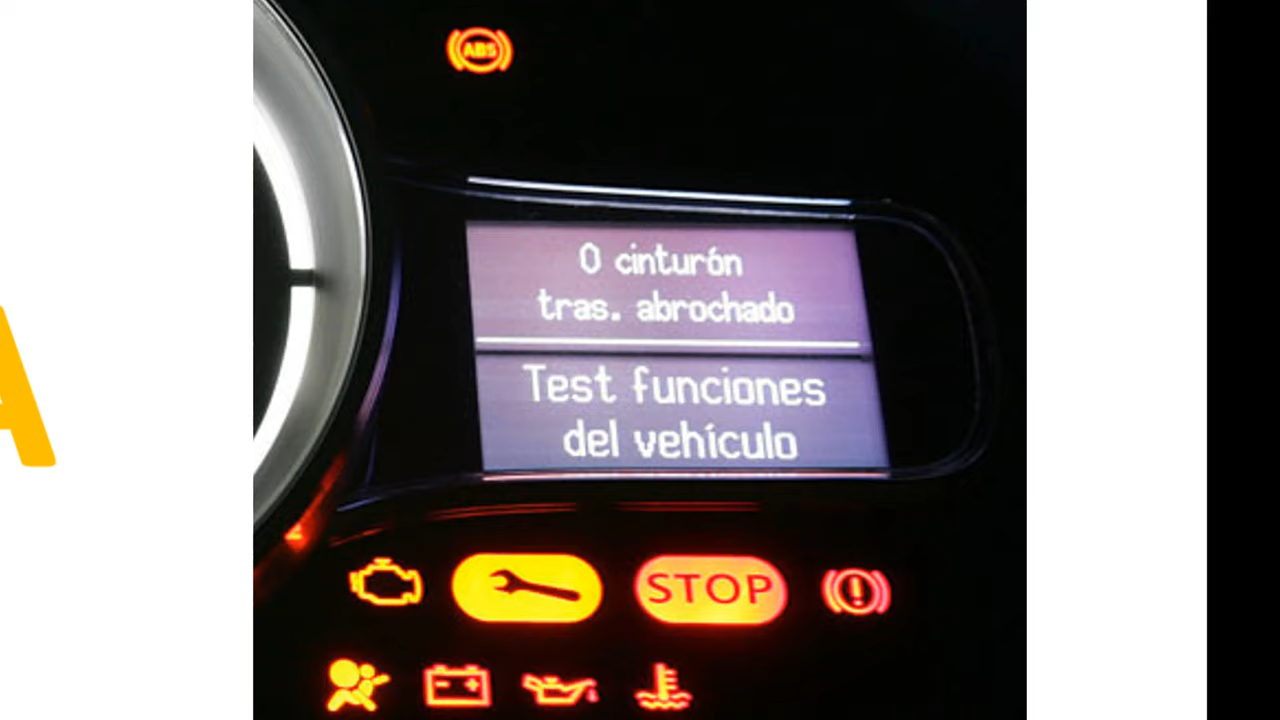 A
ABS
0 cinturón
tras. abrochado
Test funciones
del vehículo
STOP